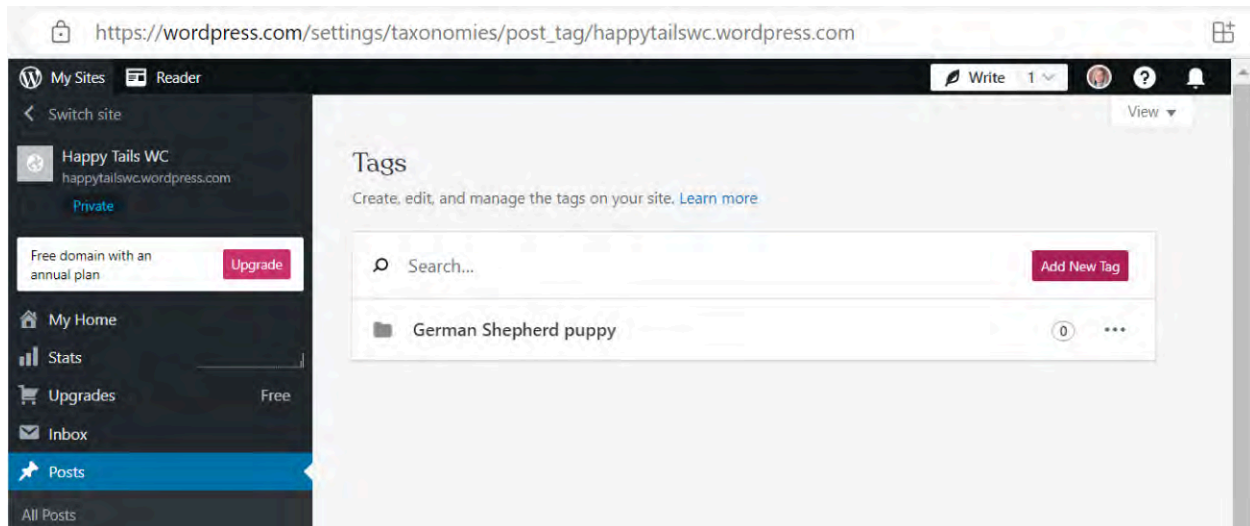 https://wordpress.com/settings/taxonomies/post_tag/happytailswc.wordpress.com
My Sites Reader Write 1
Switch site
View
Happy Tails WC
happytailswc.wordpress.com
Private
Free domain with an
annual plan
Upgrade
My Home
Stats
Upgrades Free
Inbox
Posts
All Posts
Tags
Create, edit, and manage the tags on your site. Learn more
Search...
Add New Tag
German Shepherd puppy
0